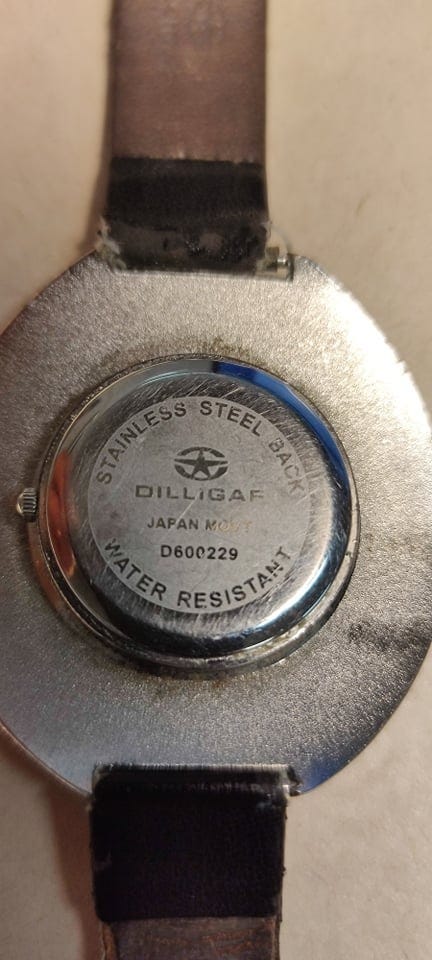 STAINLESS STEEL BACK
DILLIGAF
JAPAN MOVT
D600229
WATER RESISTANT